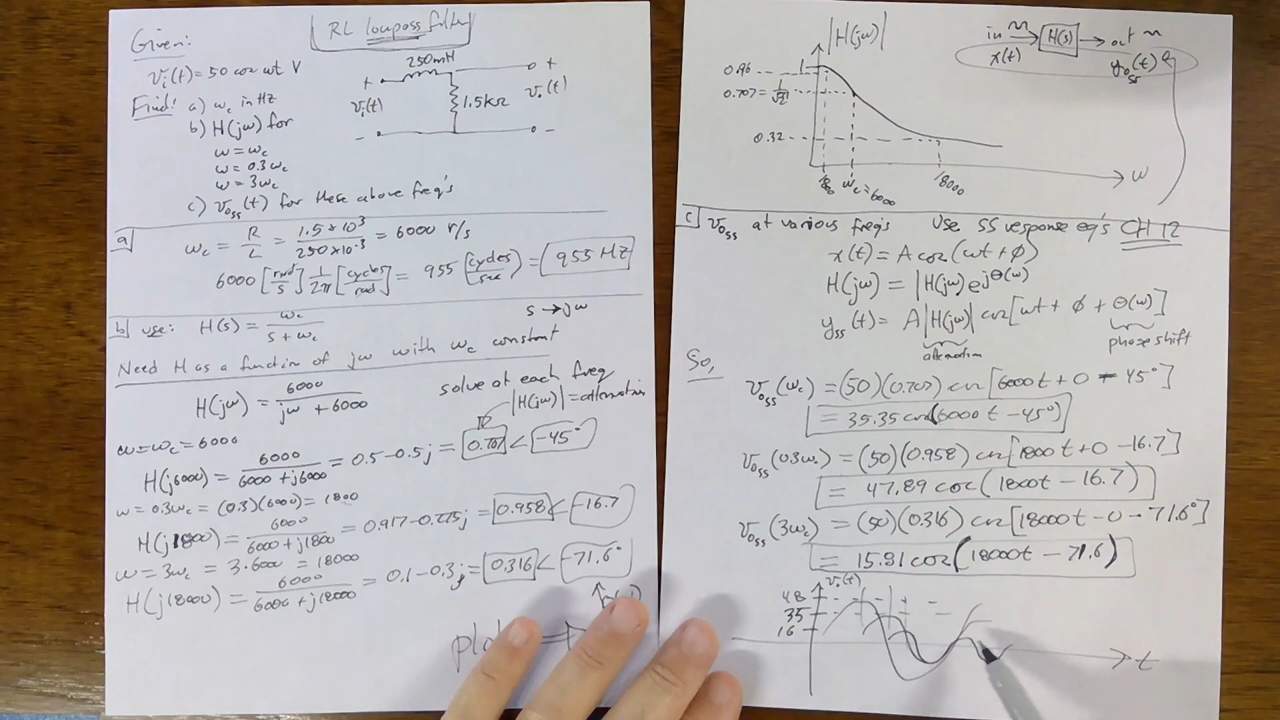 RL lowpass filter
Given:
vi(t) = 50 cos ωt V
Find: a) ωc in Hz
b) H(jω) for
ω = ωc
ω = 0.3ωc
ω = 3ωc
c) voss(t) for these above freq's
250mH
+
vi(t)
-
1.5kΩ
+
vo(t)
-
a
ωc = R/L = 1.5×10^3/250×10^-3 = 6000 r/s
6000 [rad/s] 1/2π [cycles/rad] = 955 (cycles/sec) = 955 Hz
b) use: H(s) = ωc/(s + ωc)
s → jω
Need H as a function of jω with ωc constant
H(jω) = 6000/(jω + 6000)
solve at each freq
|H(jω)| = attenuation
ω = ωc = 6000
H(j6000) = 6000/(6000 + j6000) = 0.5 - 0.5j = 0.707 < -45°
ω = 0.3ωc = (0.3)(6000) = 1800
H(j1800) = 6000/(6000 + j1800) = 0.917 - 0.275j = 0.958 < -16.7
ω = 3ωc = 3·6000 = 18000
H(j18000) = 6000/(6000 + j18000) = 0.1 - 0.3j = 0.316 < -71.6°
|H(jω)|
in → H(s) → out
x(t)
yoss(t)
1
0.96
0.707 = 1/√2
0.32
ωc = 6000
18000
ω
c) voss at various freq's Use SS response eq's CH 12
x(t) = A cos(ωt + φ)
H(jω) = |H(jω)| e^jθ(ω)
yss(t) = A |H(jω)| cos[ωt + φ + θ(ω)]
attenuation
phase shift
So,
voss(ωc) = (50)(0.707) cos[6000t + 0 - 45°]
= 35.35 cos(6000t - 45°)
voss(0.3ωc) = (50)(0.958) cos[1800t + 0 - 16.7]
= 47.89 cos(1800t - 16.7)
voss(3ωc) = (50)(0.316) cos[18000t - 0 - 71.6°]
= 15.81 cos(18000t - 71.6)
vo(t)
48
35
16
t